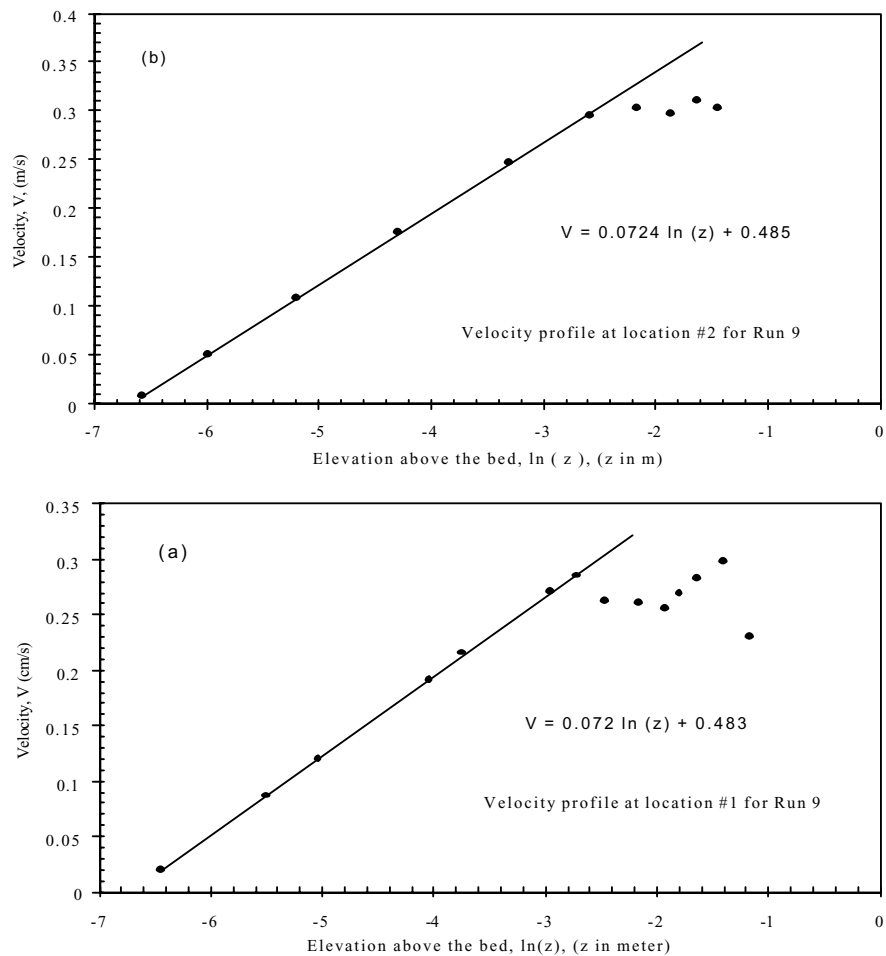 0.4
(b)
0.35
0.3
0.25
0.2
0.15
0.1
0.05
0
Velocity, V, (m/s)
V = 0.0724 ln (z) + 0.485
Velocity profile at location #2 for Run 9
-7 -6 -5 -4 -3 -2 -1 0
Elevation above the bed, ln ( z ), (z in m)
0.35
(a)
0.3
0.25
0.2
0.15
0.1
0.05
0
Velocity, V (cm/s)
V = 0.072 ln (z) + 0.483
Velocity profile at location #1 for Run 9
-7 -6 -5 -4 -3 -2 -1 0
Elevation above the bed, ln(z), (z in meter)